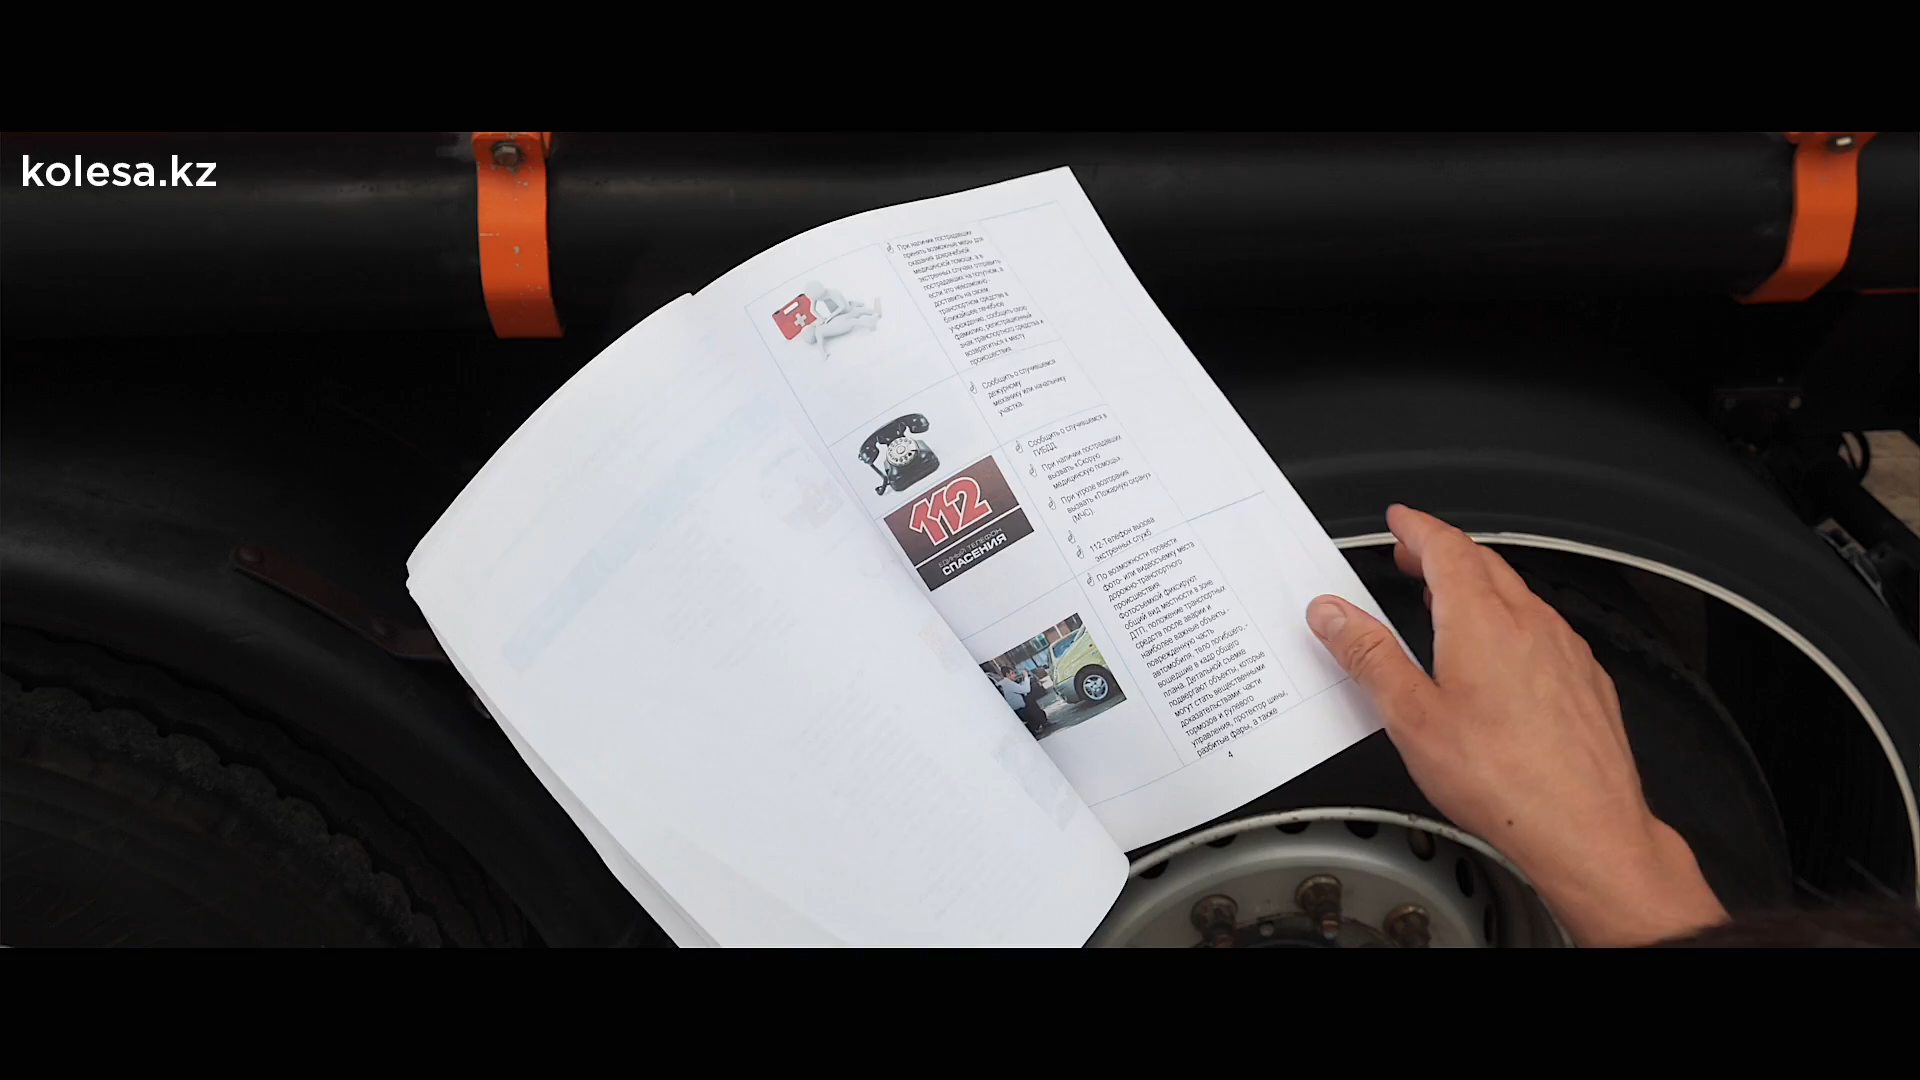 kolesa.kz
При наличии пострадавших
принять возможные меры для
оказания доврачебной
медицинской помощи, а в
экстренных случаях отправить
пострадавших на попутном, а
если это невозможно -
доставить на своем
транспортном средстве в
ближайшее лечебное
учреждение, сообщить свою
фамилию, регистрационный
знак транспортного средства и
возвратиться к месту
происшествия
Сообщить о случившемся
дежурному
механику или начальнику
участка.
Сообщить о случившемся в
ГИБДД
При наличии пострадавших
вызвать «Скорую
медицинскую помощь».
При угрозе возгорания
вызвать «Пожарную охрану»
(МЧС)
112-Телефон вызова
экстренных служб
112
ЕДИНЫЙ ТЕЛЕФОН
СПАСЕНИЯ
По возможности провести
фото- или видеосъемку места
дорожно-транспортного
происшествия.
Фотосъемкой фиксируют:
общий вид местности в зоне
ДТП, положение транспортных
средств после аварии и
наиболее важные объекты -
поврежденную часть
автомобиля, тело погибшего, -
вошедшие в кадр общего
плана. Детальной съемке
подвергают объекты, которые
могут стать вещественными
доказательствами: части
тормозов и рулевого
управления, протектор шины,
разбитые фары, а также
4